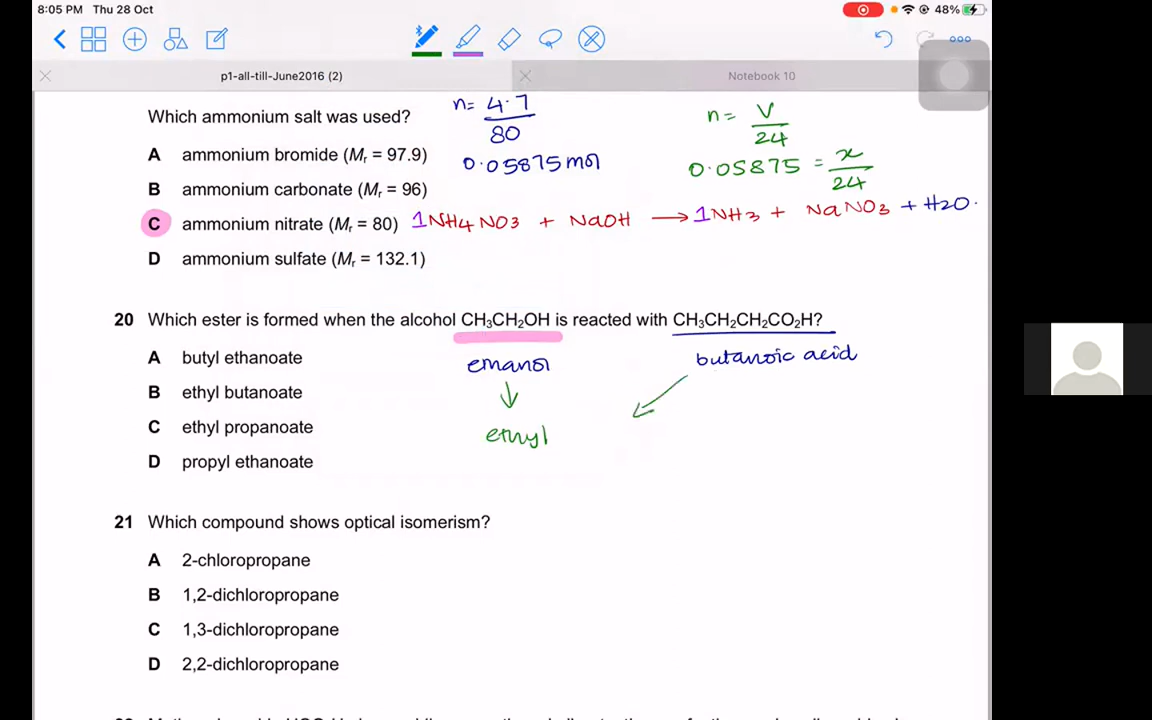 8:05 PM Thu 28 Oct 48%
p1-all-till-June2016 (2) Notebook 10
Which ammonium salt was used?
n= 4.7/80
n= V/24
A ammonium bromide (Mr = 97.9)
0.05875 mol
0.05875 = x/24
B ammonium carbonate (Mr = 96)
C ammonium nitrate (Mr = 80) 1NH4NO3 + NaOH → 1NH3 + NaNO3 + H2O.
D ammonium sulfate (Mr = 132.1)
20 Which ester is formed when the alcohol CH3CH2OH is reacted with CH3CH2CH2CO2H?
A butyl ethanoate
ethanol
butanoic acid
B ethyl butanoate
C ethyl propanoate
ethyl
D propyl ethanoate
21 Which compound shows optical isomerism?
A 2-chloropropane
B 1,2-dichloropropane
C 1,3-dichloropropane
D 2,2-dichloropropane